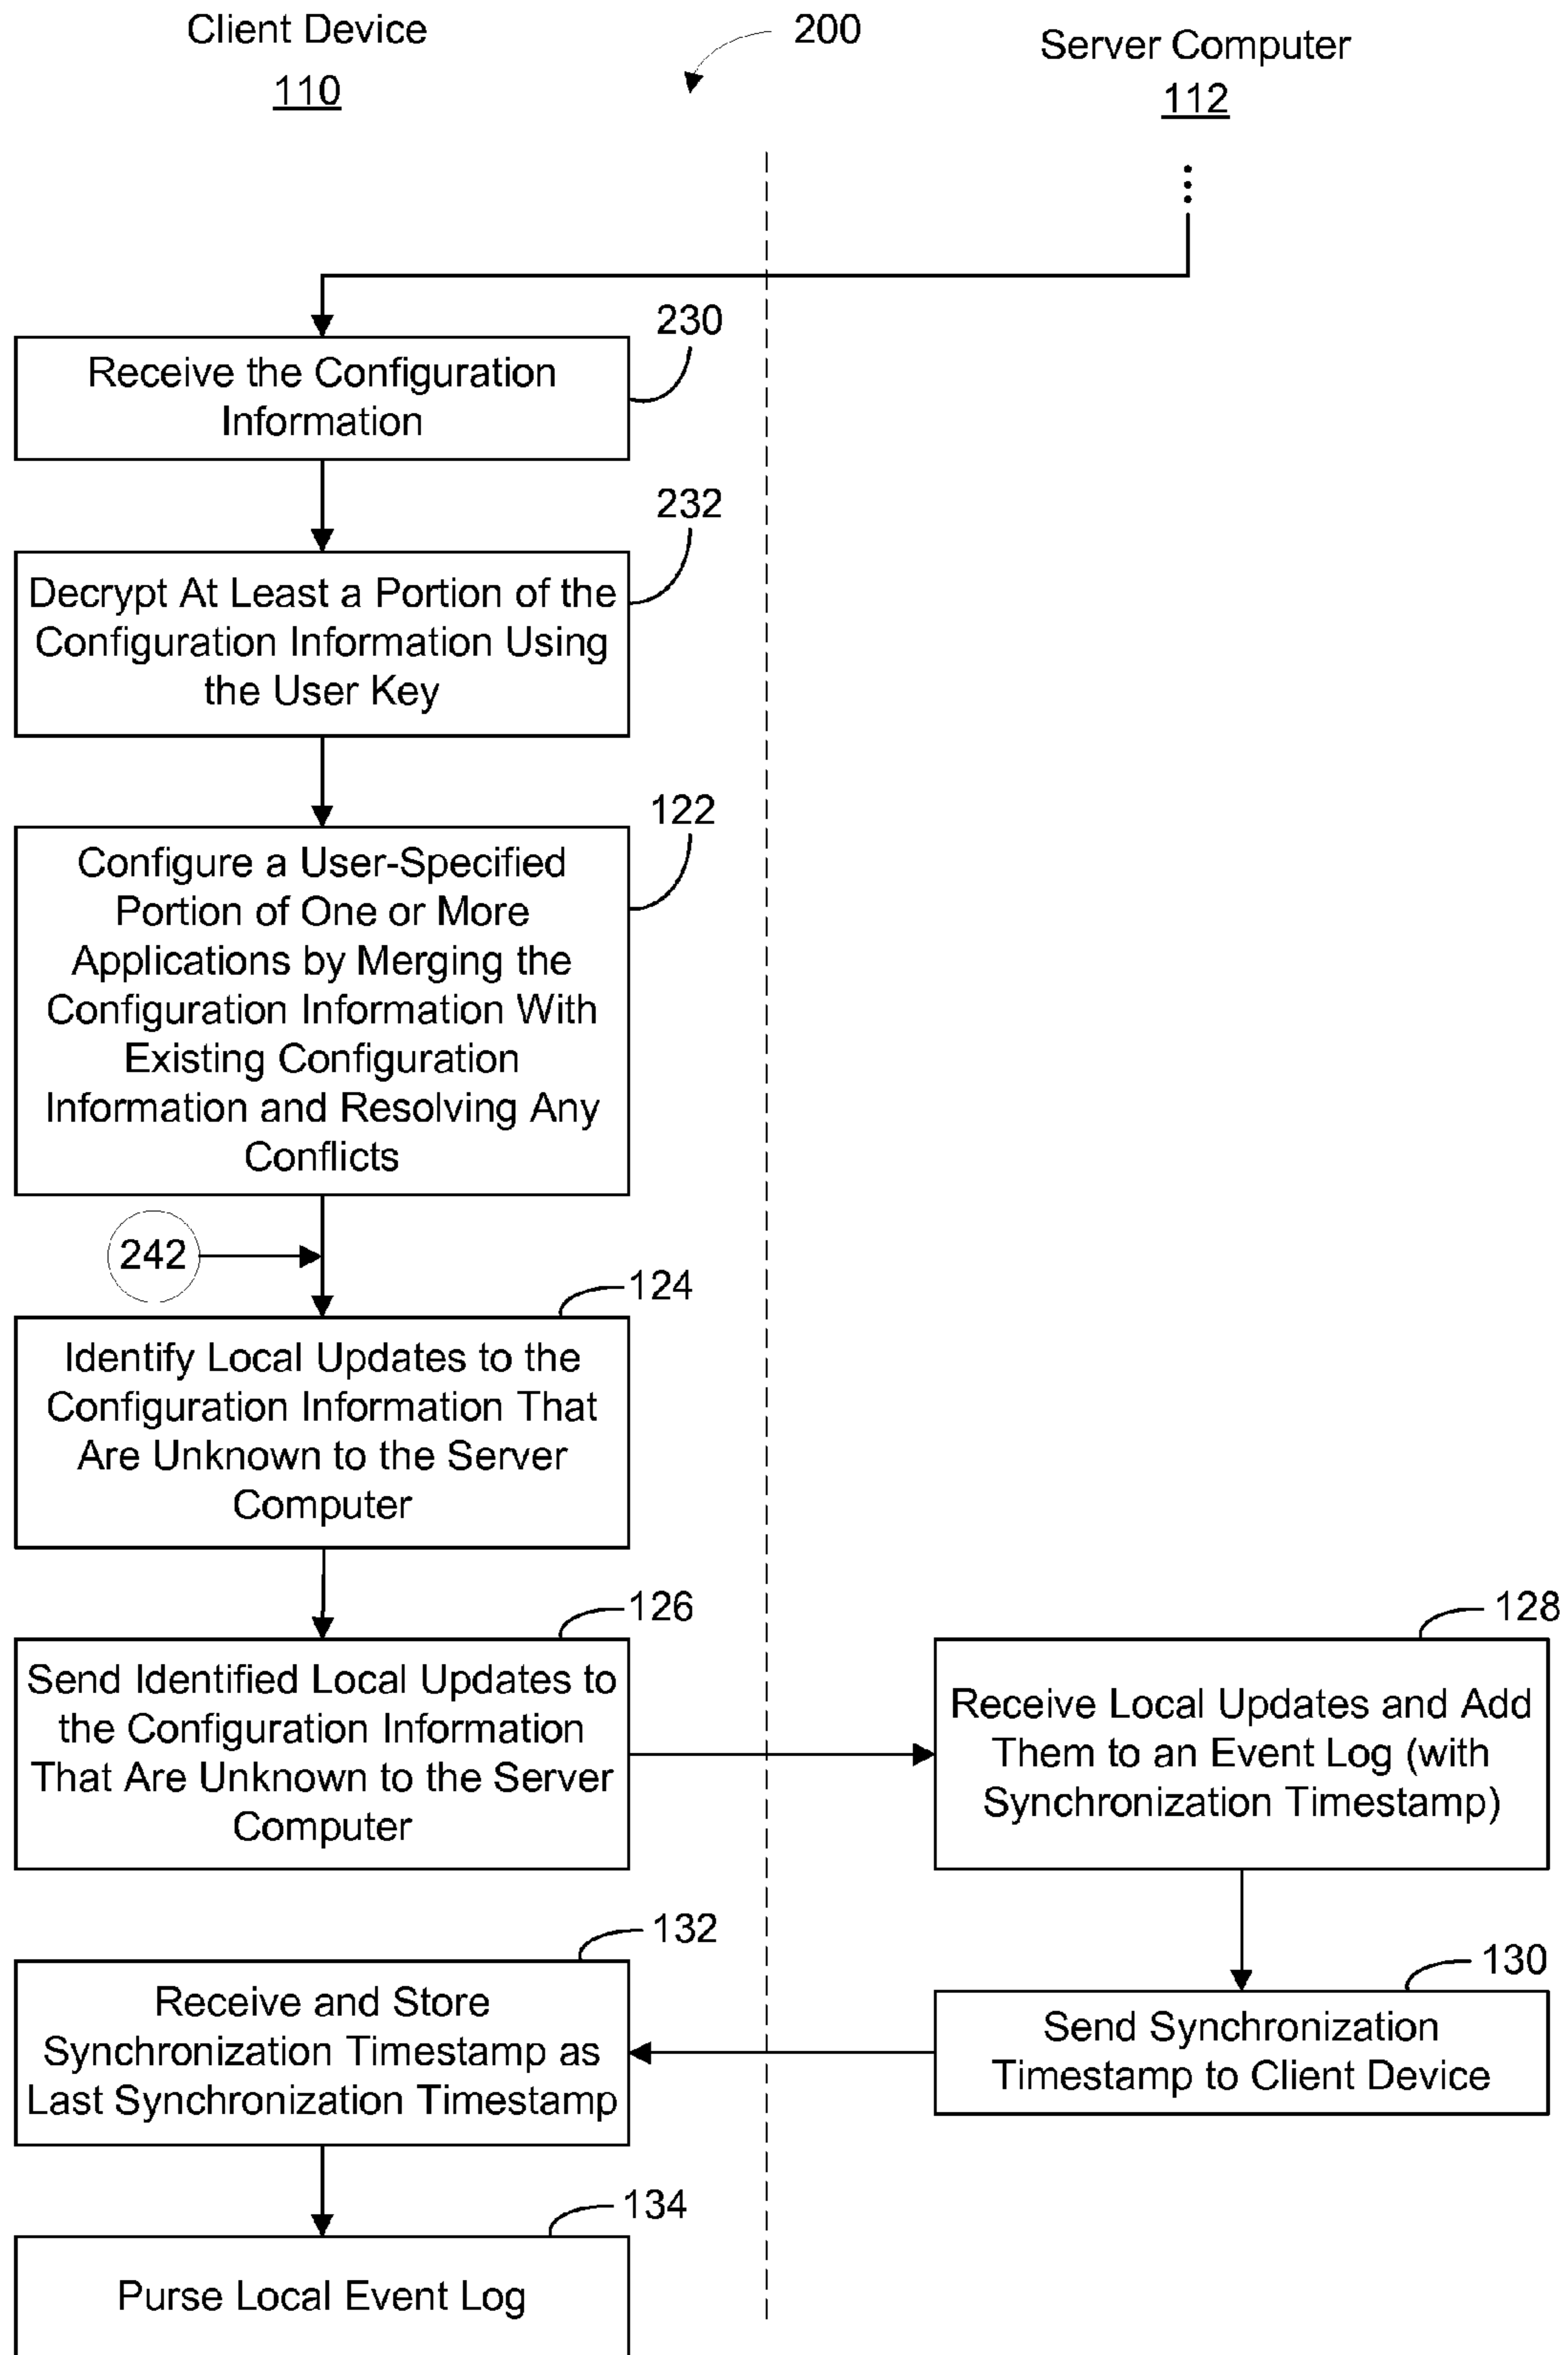 Client Device
110
200
Server Computer
112
230
Receive the Configuration
Information
232
Decrypt At Least a Portion of the
Configuration Information Using
the User Key
122
Configure a User-Specified
Portion of One or More
Applications by Merging the
Configuration Information With
Existing Configuration
Information and Resolving Any
Conflicts
242
124
Identify Local Updates to the
Configuration Information That
Are Unknown to the Server
Computer
126
Send Identified Local Updates to
the Configuration Information
That Are Unknown to the Server
Computer
128
Receive Local Updates and Add
Them to an Event Log (with
Synchronization Timestamp)
130
Send Synchronization
Timestamp to Client Device
132
Receive and Store
Synchronization Timestamp as
Last Synchronization Timestamp
134
Purse Local Event Log